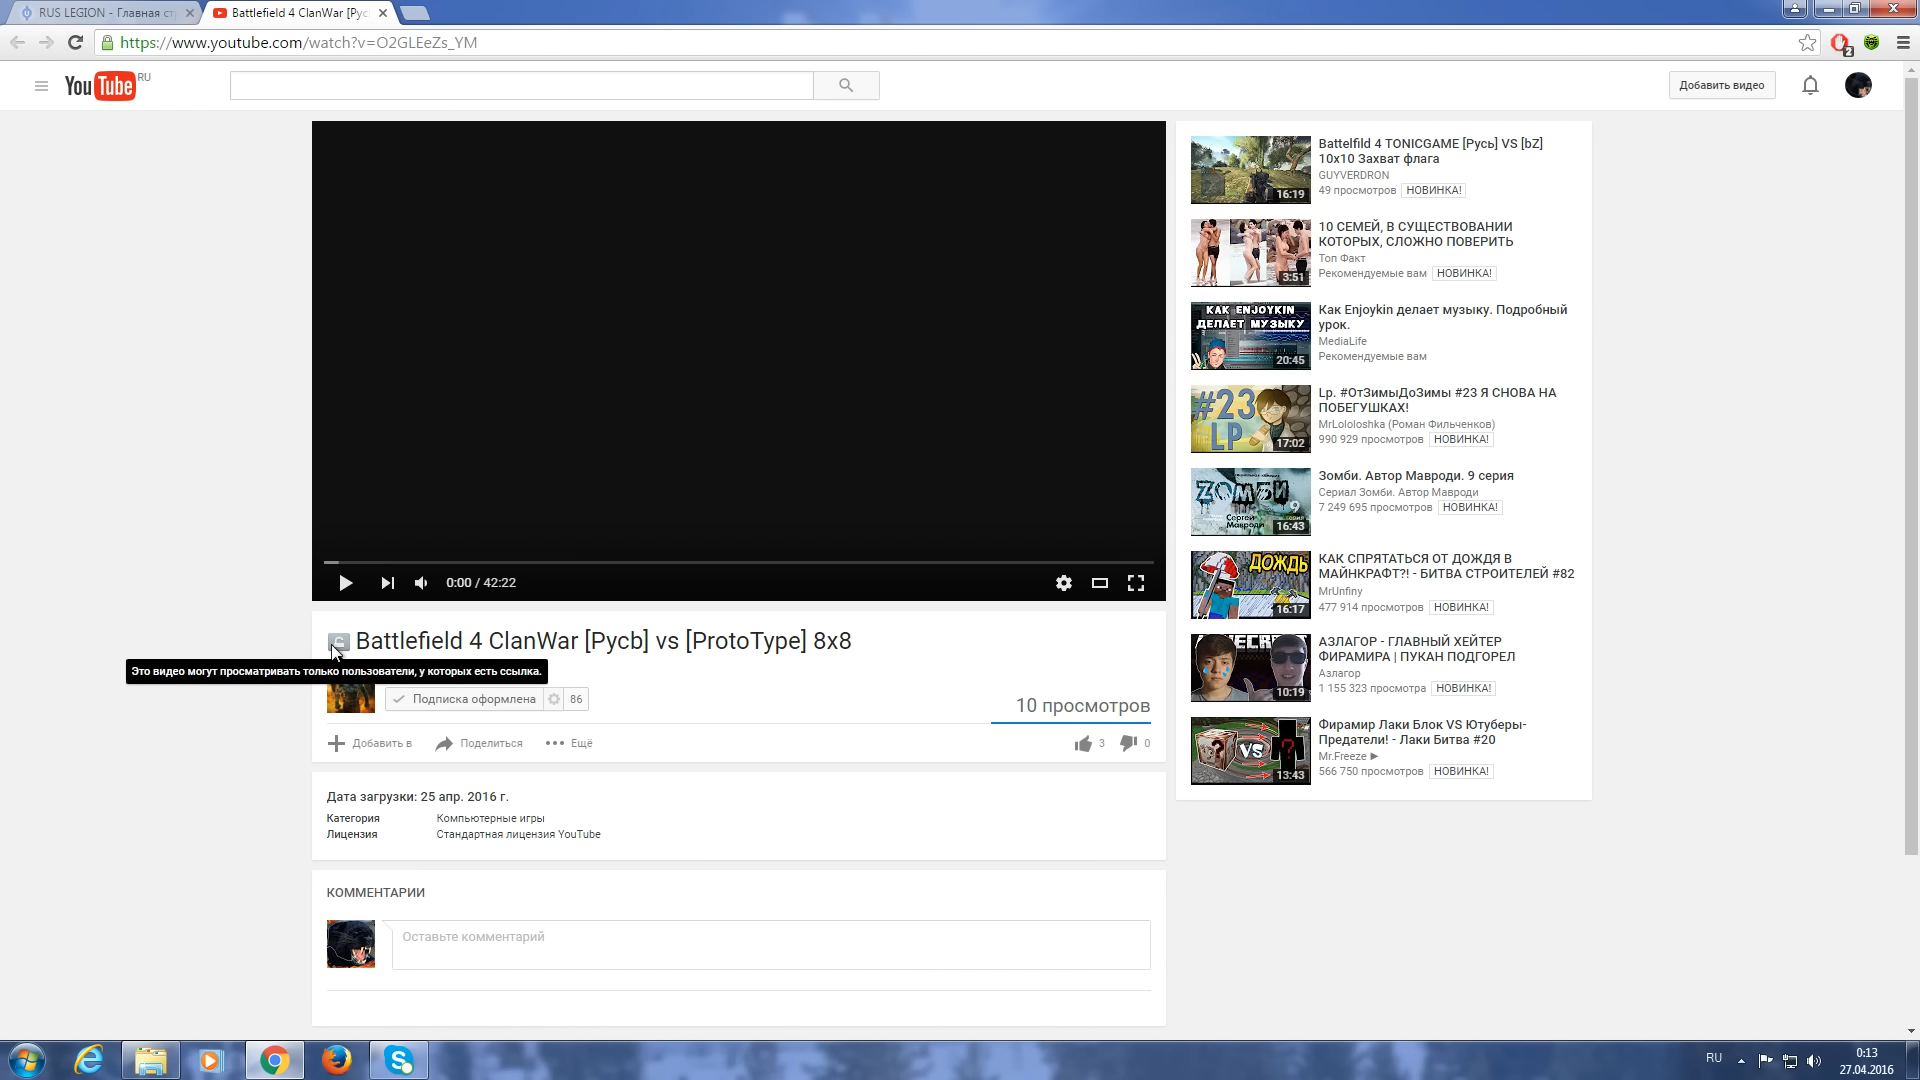 RUS LEGION - Главная ст
Battlefield 4 ClanWar [Рус
https://www.youtube.com/watch?v=O2GLEeZs_YM
2
YouTube RU
Добавить видео
0:00 / 42:22
Battlefield 4 ClanWar [Pycb] vs [ProtoType] 8x8
Это видео могут просматривать только пользователи, у которых есть ссылка.
Подписка оформлена 86
10 просмотров
Добавить в Поделиться Ещё 3 0
Дата загрузки: 25 апр. 2016 г.
Категория Компьютерные игры
Лицензия Стандартная лицензия YouTube
КОММЕНТАРИИ
Оставьте комментарий
16:19
Battelfild 4 TONICGAME [Русь] VS [bZ]
10x10 Захват флага
GUYVERDRON
49 просмотров НОВИНКА!
3:51
10 СЕМЕЙ, В СУЩЕСТВОВАНИИ
КОТОРЫХ, СЛОЖНО ПОВЕРИТЬ
Топ Факт
Рекомендуемые вам НОВИНКА!
КАК ENJOYKIN
ДЕЛАЕТ МУЗЫКУ
20:45
Как Enjoykin делает музыку. Подробный
урок.
MediaLife
Рекомендуемые вам
#23
LP
17:02
Lp. #ОтЗимыДоЗимы #23 Я СНОВА НА
ПОБЕГУШКАХ!
MrLololoshka (Роман Фильченков)
990 929 просмотров НОВИНКА!
ZОМБИ
9
Сергей
Мавроди
16:43
Зомби. Автор Мавроди. 9 серия
Сериал Зомби. Автор Мавроди
7 249 695 просмотров НОВИНКА!
ДОЖДЬ
16:17
КАК СПРЯТАТЬСЯ ОТ ДОЖДЯ В
МАЙНКРАФТ?! - БИТВА СТРОИТЕЛЕЙ #82
MrUnfiny
477 914 просмотров НОВИНКА!
10:19
АЗЛАГОР - ГЛАВНЫЙ ХЕЙТЕР
ФИРАМИРА | ПУКАН ПОДГОРЕЛ
Азлагор
1 155 323 просмотра НОВИНКА!
VS
?
13:43
Фирамир Лаки Блок VS Ютуберы-
Предатели! - Лаки Битва #20
Mr.Freeze
566 750 просмотров НОВИНКА!
RU
0:13
27.04.2016